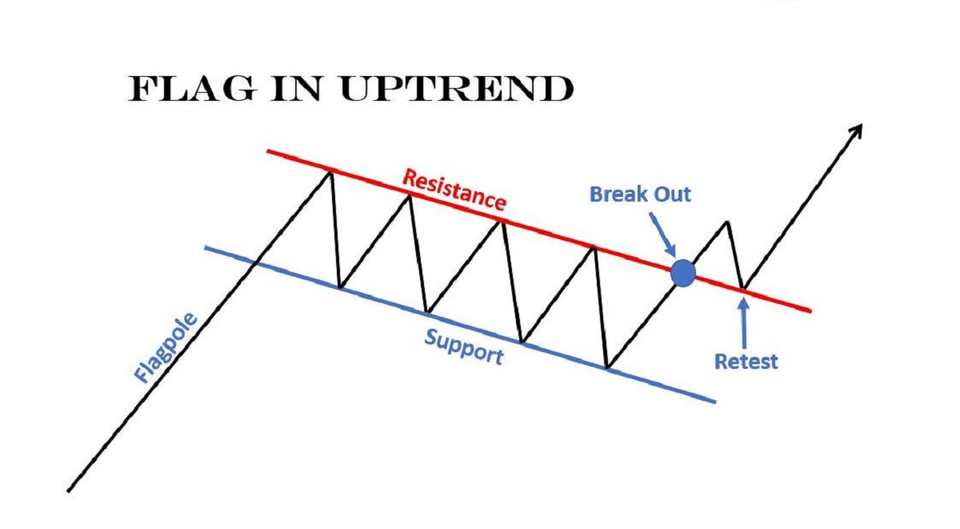 FLAG IN UPTREND
Resistance
Break Out
Flagpole
Support
Retest